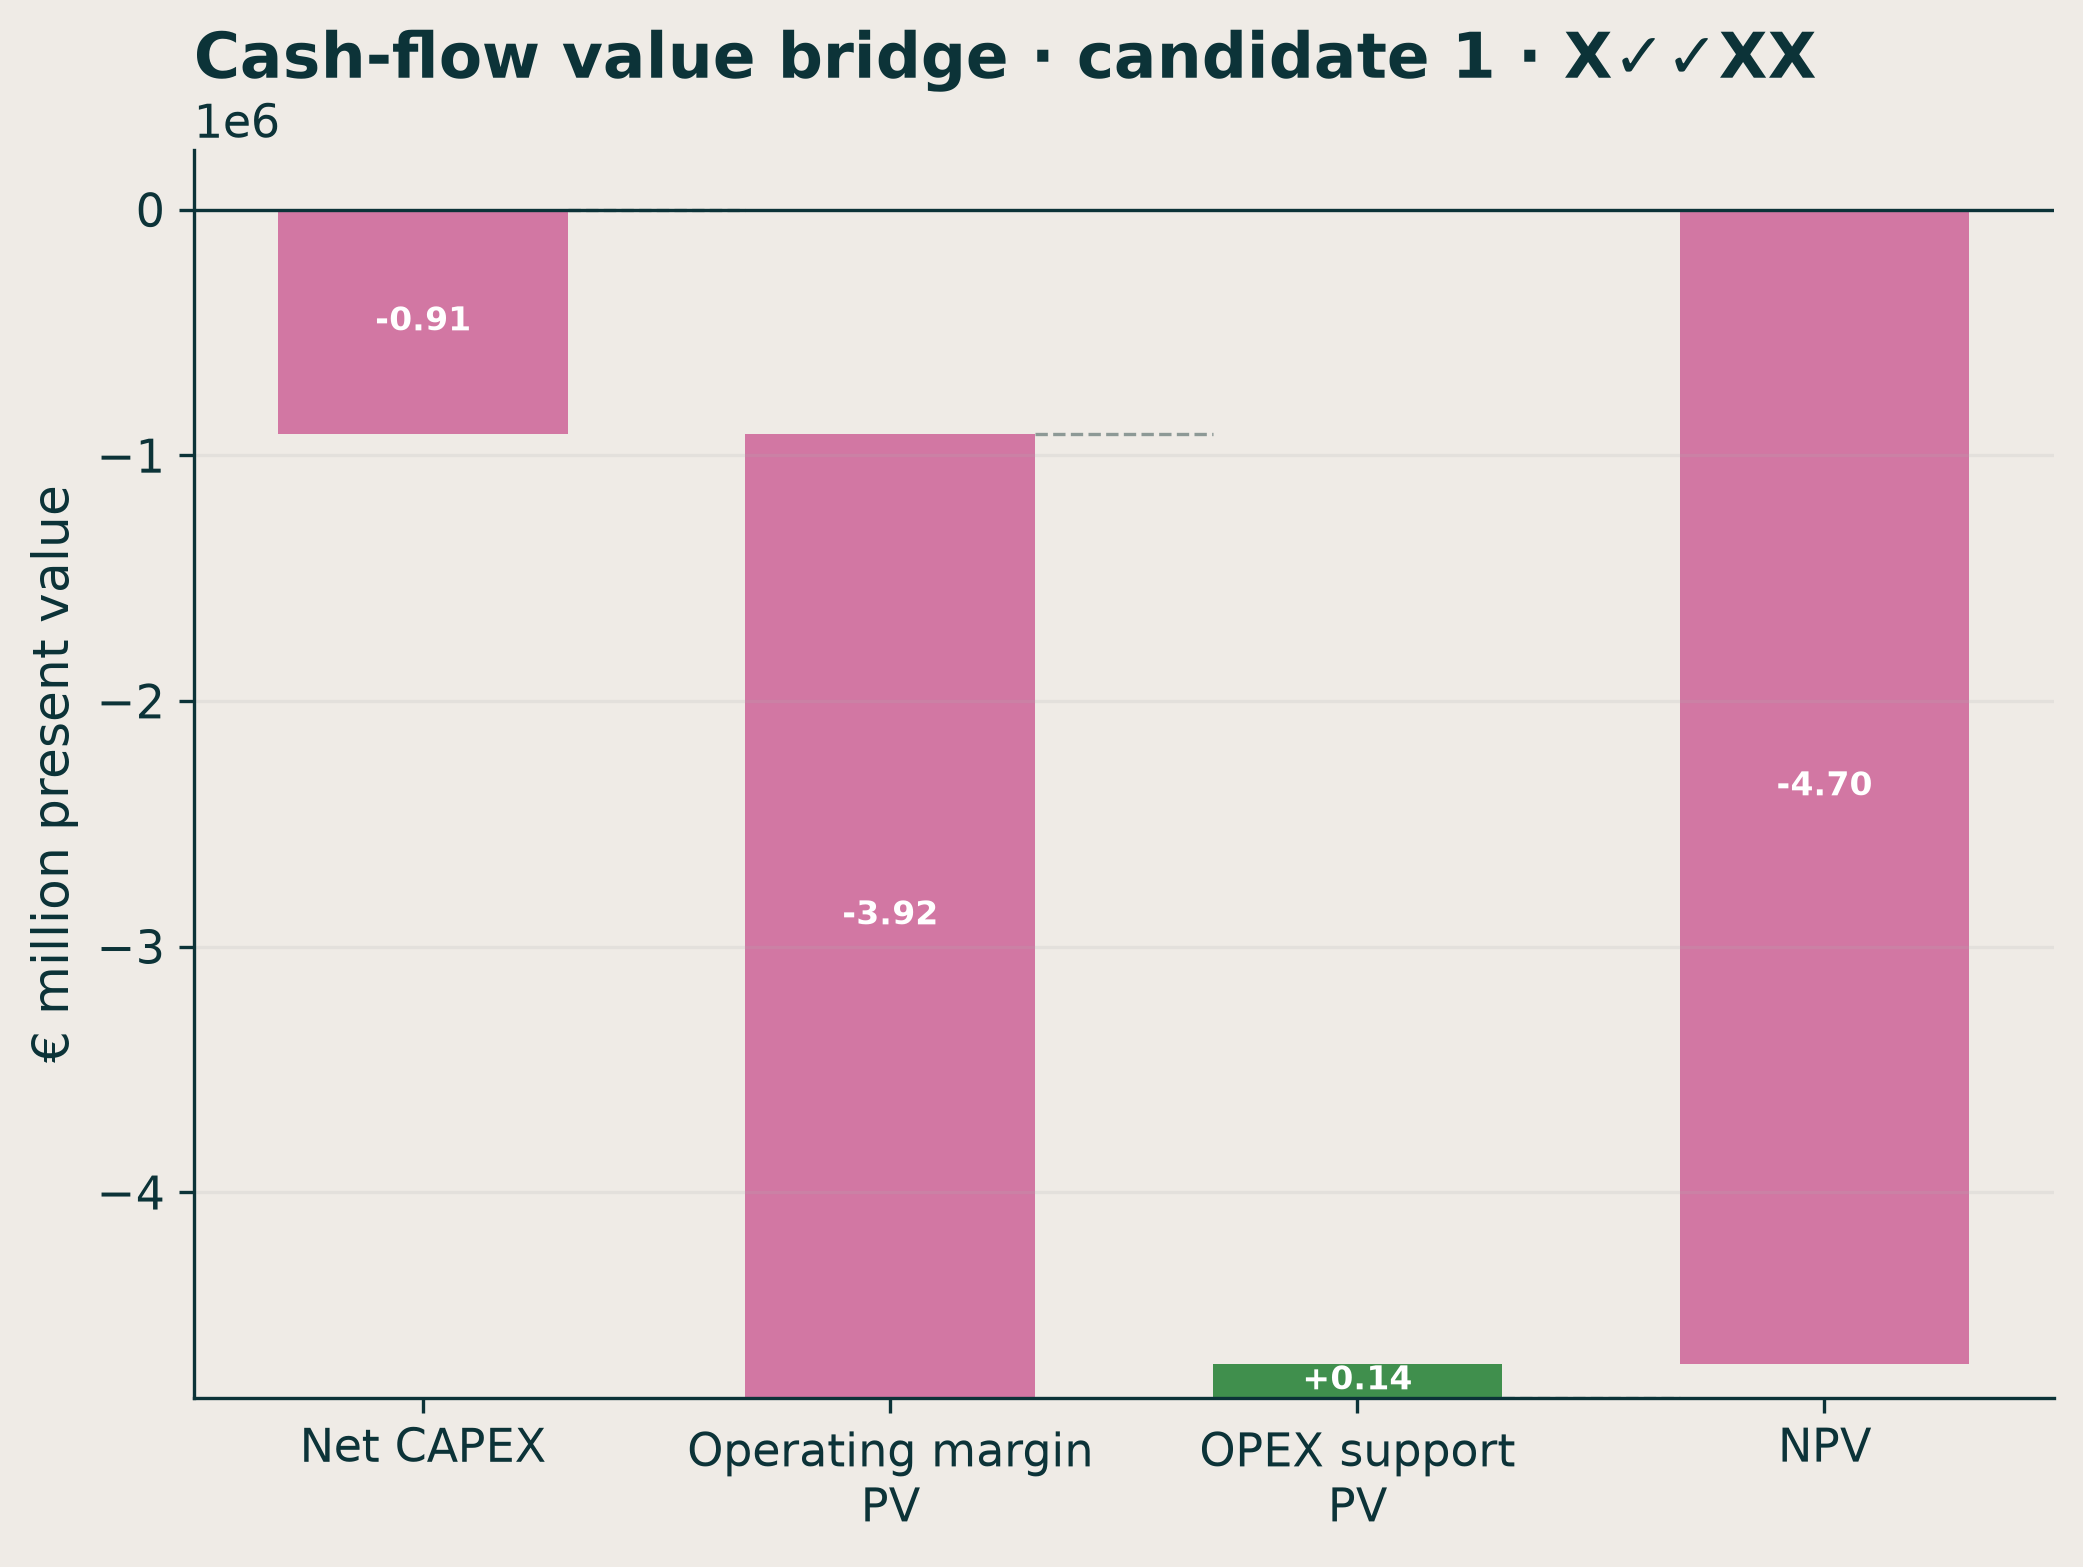 Cash-flow value bridge · candidate 1 · X✓✓XX
1e6
0
−1
−2
−3
−4
€ million present value
-0.91
-3.92
+0.14
-4.70
Net CAPEX
Operating margin
PV
OPEX support
PV
NPV